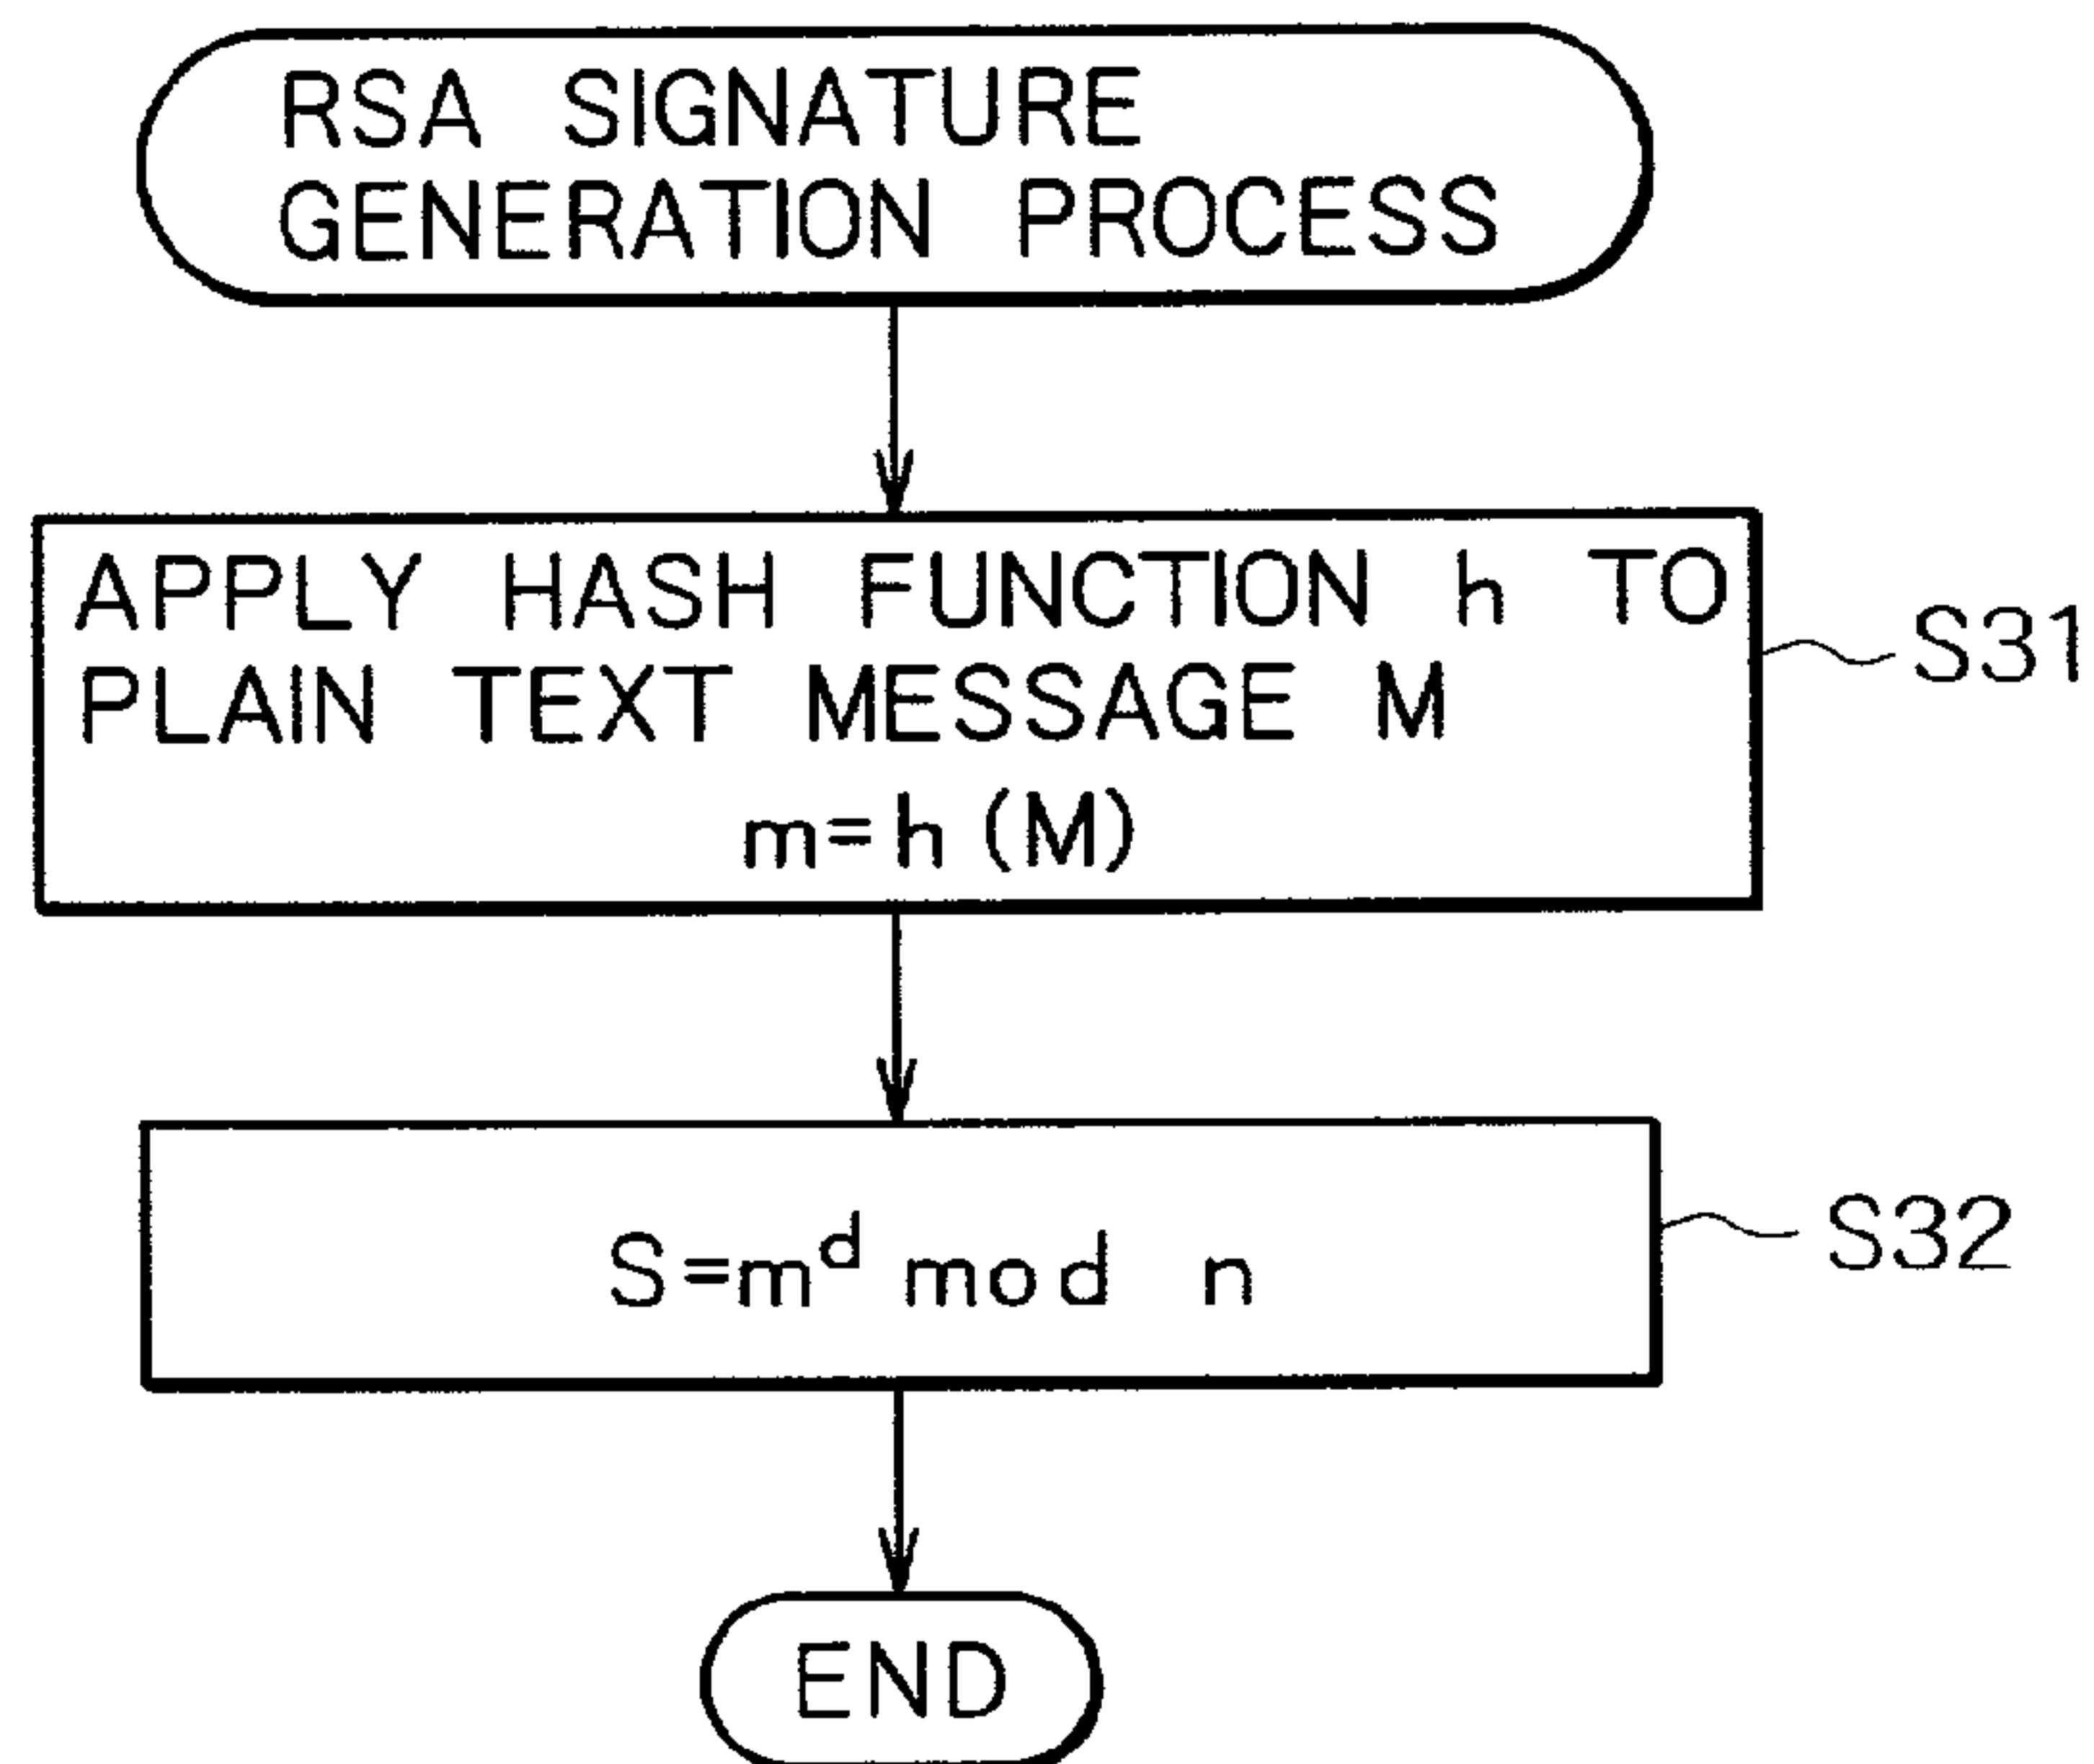 RSA SIGNATURE
GENERATION PROCESS
APPLY HASH FUNCTION h TO
PLAIN TEXT MESSAGE M
m=h (M)
S31
S=m^d mod n
S32
END